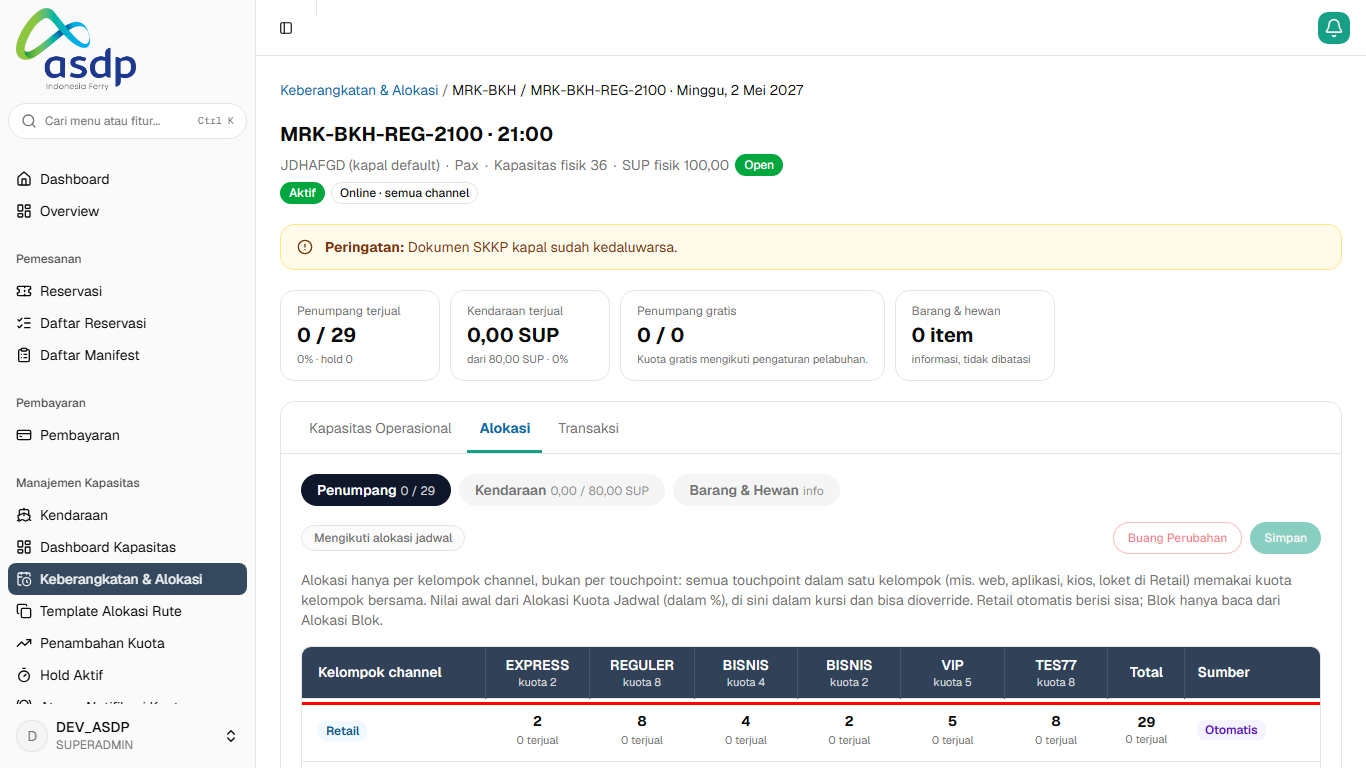 asdp
Indonesia Ferry
Cari menu atau fitur... Ctrl K
Dashboard
Overview
Pemesanan
Reservasi
Daftar Reservasi
Daftar Manifest
Pembayaran
Pembayaran
Manajemen Kapasitas
Kendaraan
Dashboard Kapasitas
Keberangkatan & Alokasi
Template Alokasi Rute
Penambahan Kuota
Hold Aktif
D
DEV_ASDP
SUPERADMIN
Keberangkatan & Alokasi / MRK-BKH / MRK-BKH-REG-2100 · Minggu, 2 Mei 2027
MRK-BKH-REG-2100 · 21:00
JDHAFGD (kapal default) · Pax · Kapasitas fisik 36 · SUP fisik 100,00 Open
Aktif Online · semua channel
Peringatan: Dokumen SKKP kapal sudah kedaluwarsa.
Penumpang terjual
0 / 29
0% · hold 0
Kendaraan terjual
0,00 SUP
dari 80,00 SUP · 0%
Penumpang gratis
0 / 0
Kuota gratis mengikuti pengaturan pelabuhan.
Barang & hewan
0 item
informasi, tidak dibatasi
Kapasitas Operasional Alokasi Transaksi
Penumpang 0 / 29 Kendaraan 0,00 / 80,00 SUP Barang & Hewan info
Mengikuti alokasi jadwal Buang Perubahan Simpan
Alokasi hanya per kelompok channel, bukan per touchpoint: semua touchpoint dalam satu kelompok (mis. web, aplikasi, kios, loket di Retail) memakai kuota
kelompok bersama. Nilai awal dari Alokasi Kuota Jadwal (dalam %), di sini dalam kursi dan bisa dioverride. Retail otomatis berisi sisa; Blok hanya baca dari
Alokasi Blok.
Kelompok channel EXPRESS REGULER BISNIS BISNIS VIP TES77 Total Sumber
kuota 2 kuota 8 kuota 4 kuota 2 kuota 5 kuota 8
Retail 2 8 4 2 5 8 29 Otomatis
0 terjual 0 terjual 0 terjual 0 terjual 0 terjual 0 terjual 0 terjual